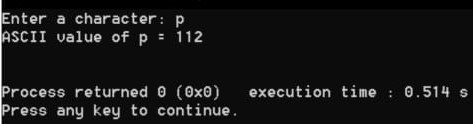 Enter a character: p
ASCII value of p = 112
Process returned 0 (0x0)   execution time : 0.514 s
Press any key to continue.